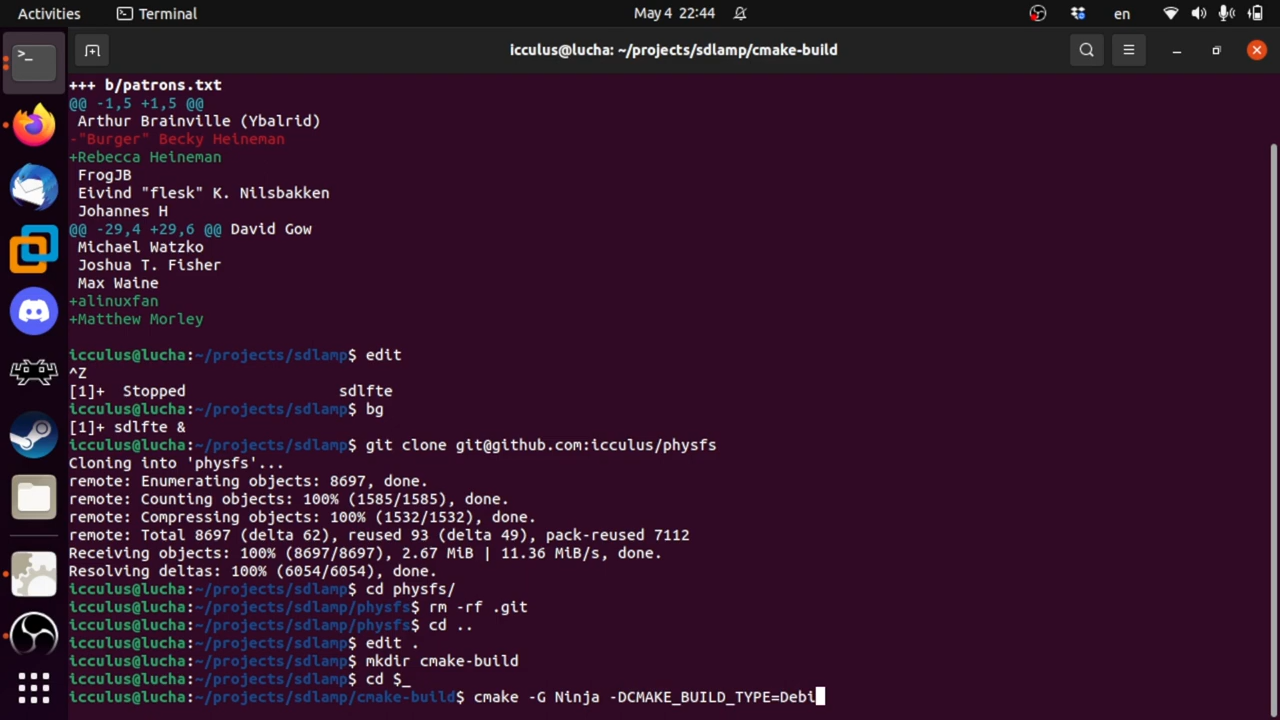 Activities
Terminal
May 4 22:44
en
icculus@lucha: ~/projects/sdlamp/cmake-build
+++ b/patrons.txt
@@ -1,5 +1,5 @@
Arthur Brainville (Ybalrid)
-"Burger" Becky Heineman
+Rebecca Heineman
FrogJB
Eivind "flesk" K. Nilsbakken
Johannes H
@@ -29,4 +29,6 @@ David Gow
Michael Watzko
Joshua T. Fisher
Max Waine
+alinuxfan
+Matthew Morley
icculus@lucha:~/projects/sdlamp$ edit
^Z
[1]+  Stopped                 sdlfte
icculus@lucha:~/projects/sdlamp$ bg
[1]+ sdlfte &
icculus@lucha:~/projects/sdlamp$ git clone git@github.com:icculus/physfs
Cloning into 'physfs'...
remote: Enumerating objects: 8697, done.
remote: Counting objects: 100% (1585/1585), done.
remote: Compressing objects: 100% (1532/1532), done.
remote: Total 8697 (delta 62), reused 93 (delta 49), pack-reused 7112
Receiving objects: 100% (8697/8697), 2.67 MiB | 11.36 MiB/s, done.
Resolving deltas: 100% (6054/6054), done.
icculus@lucha:~/projects/sdlamp$ cd physfs/
icculus@lucha:~/projects/sdlamp/physfs$ rm -rf .git
icculus@lucha:~/projects/sdlamp/physfs$ cd ..
icculus@lucha:~/projects/sdlamp$ edit .
icculus@lucha:~/projects/sdlamp$ mkdir cmake-build
icculus@lucha:~/projects/sdlamp$ cd $_
icculus@lucha:~/projects/sdlamp/cmake-build$ cmake -G Ninja -DCMAKE_BUILD_TYPE=Debi